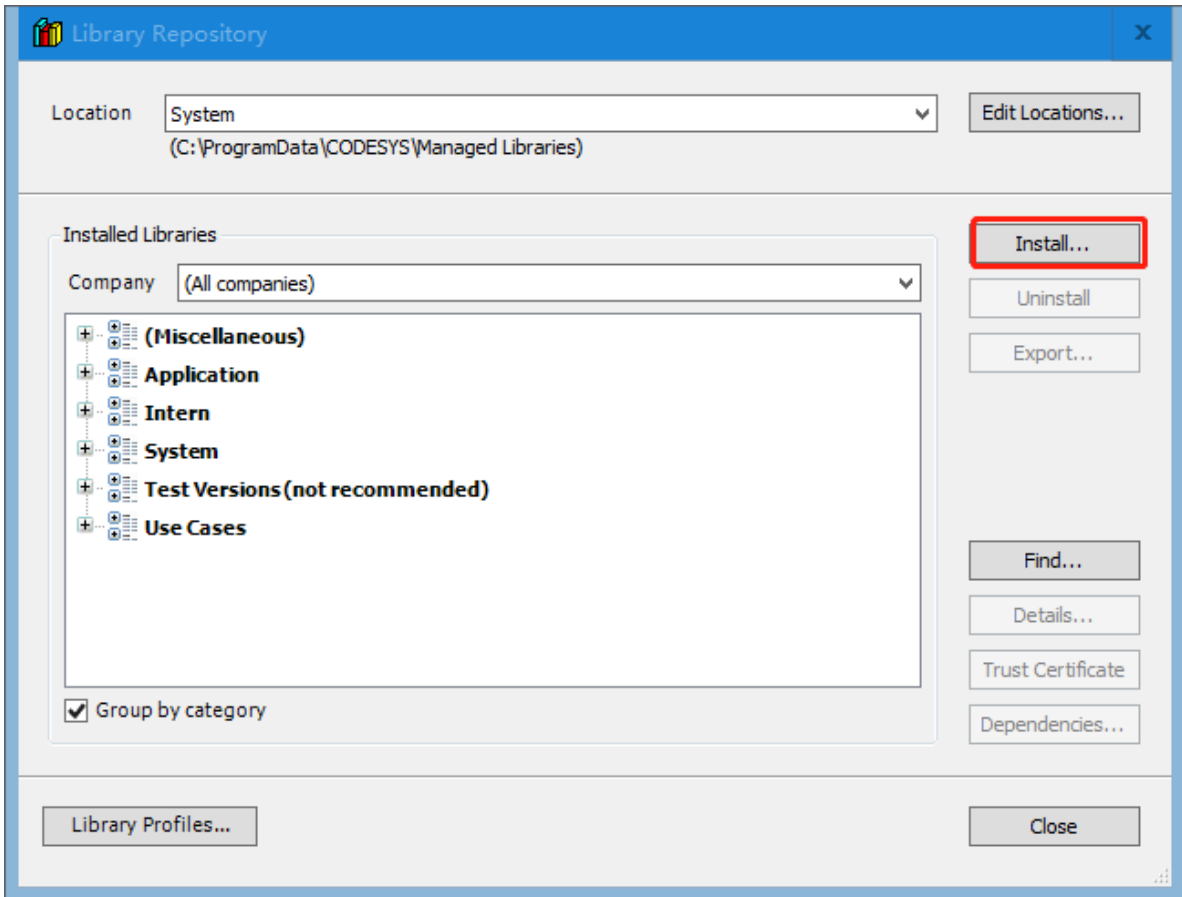 Library Repository
Location System Edit Locations...
(C:\ProgramData\CODESYS\Managed Libraries)
Installed Libraries
Install...
Company (All companies)
Uninstall
(Miscellaneous)
Export...
Application
Intern
System
Test Versions(not recommended)
Use Cases
Find...
Details...
Trust Certificate
Group by category
Dependencies...
Library Profiles...
Close